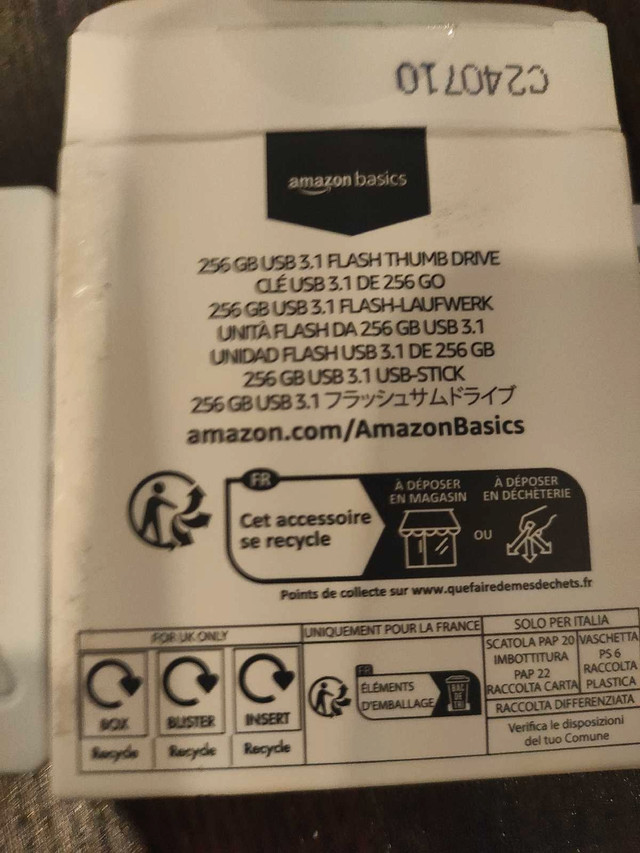 C240710
amazon basics
256 GB USB 3.1 FLASH THUMB DRIVE
CLÉ USB 3.1 DE 256 GO
256 GB USB 3.1 FLASH-LAUFWERK
UNITÀ FLASH DA 256 GB USB 3.1
UNIDAD FLASH USB 3.1 DE 256 GB
256 GB USB 3.1 USB-STICK
256 GB USB 3.1 フラッシュサムドライブ
amazon.com/AmazonBasics
FR
Cet accessoire
se recycle
À DÉPOSER
EN MAGASIN
OU
À DÉPOSER
EN DÉCHÈTERIE
Points de collecte sur www.quefairedemesdechets.fr
FOR UK ONLY
BOX
Recycle
BLISTER
Recycle
INSERT
Recycle
UNIQUEMENT POUR LA FRANCE
FR
ÉLÉMENTS
D'EMBALLAGE
BAC
DE
TRI
SOLO PER ITALIA
SCATOLA PAP 20
IMBOTTITURA
PAP 22
RACCOLTA CARTA
VASCHETTA
PS 6
RACCOLTA
PLASTICA
RACCOLTA DIFFERENZIATA
Verifica le disposizioni
del tuo Comune